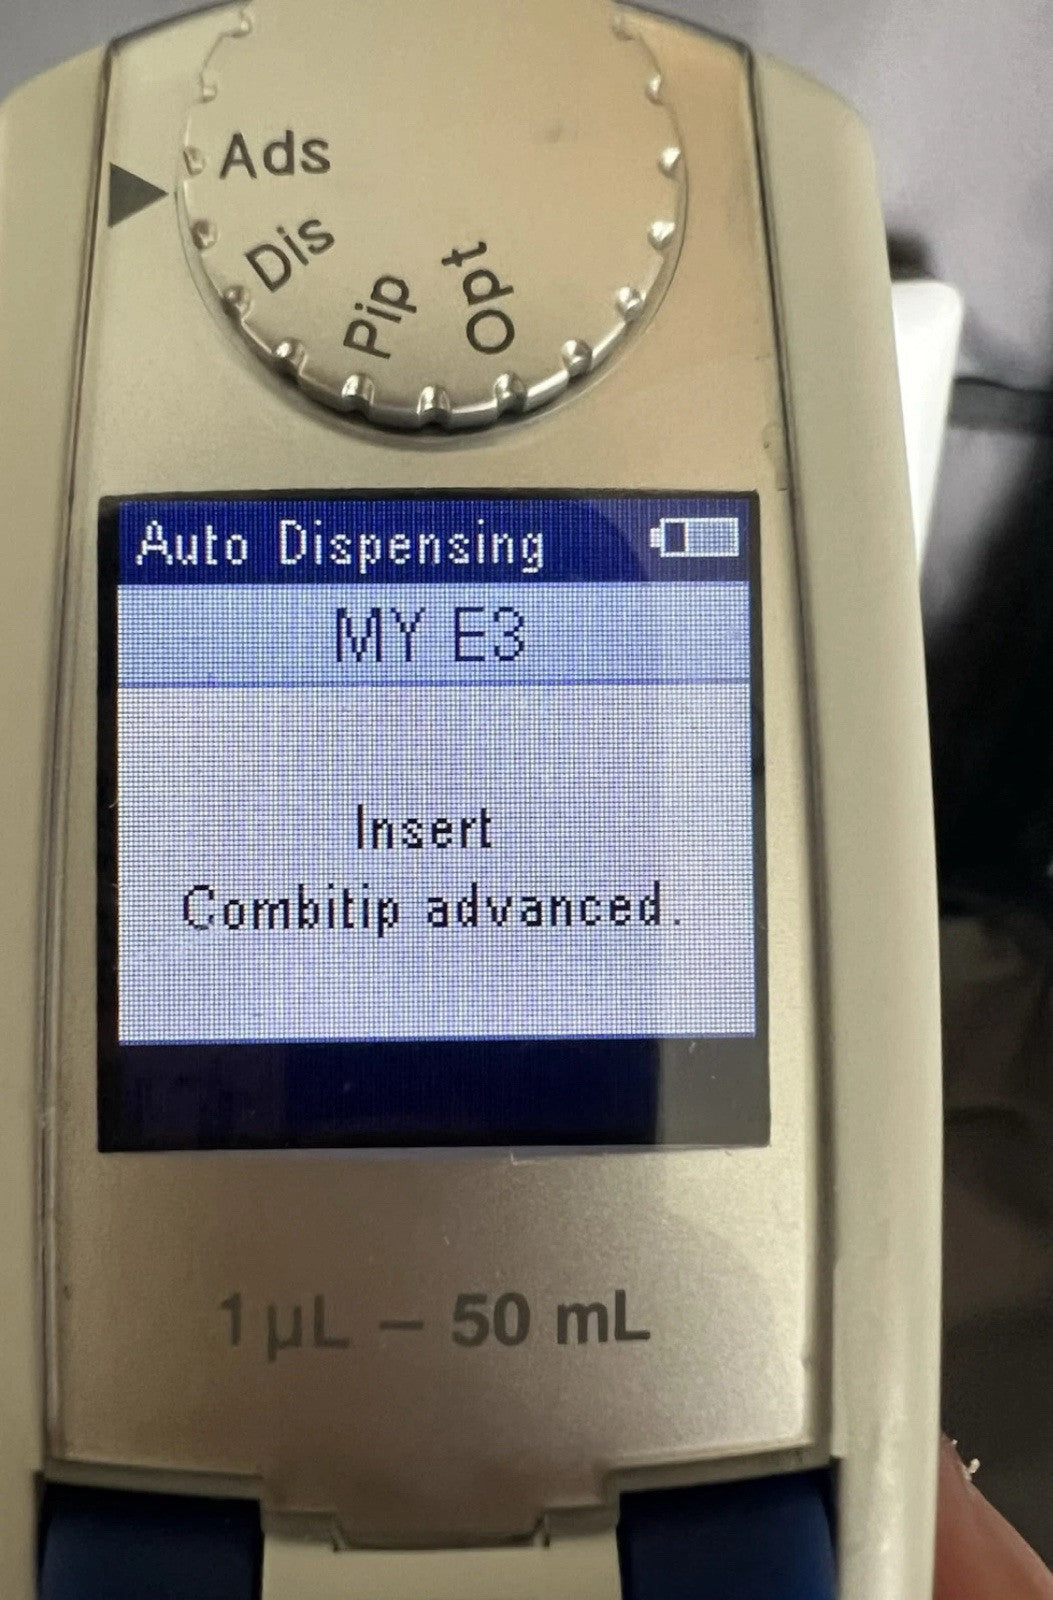 Ads
Dis
Pip
Opt
Auto Dispensing
MY E3
Insert
Combitip advanced.
1 µL – 50 mL